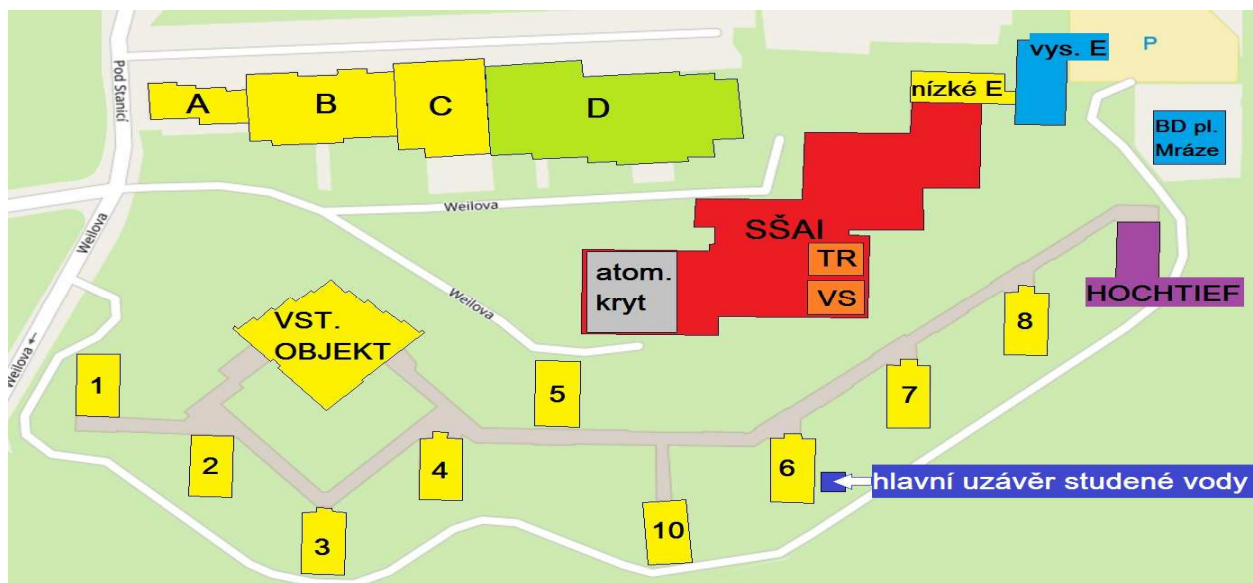 vys. E
P
Pod Stanicí
A
B
C
D
nízké E
BD pl.
Mráze
Weilova
SŠAI
TR
VS
atom.
kryt
Weilova
HOCHTIEF
Weilova
VST.
OBJEKT
8
Weilova
1
5
7
2
4
6
hlavní uzávěr studené vody
3
10